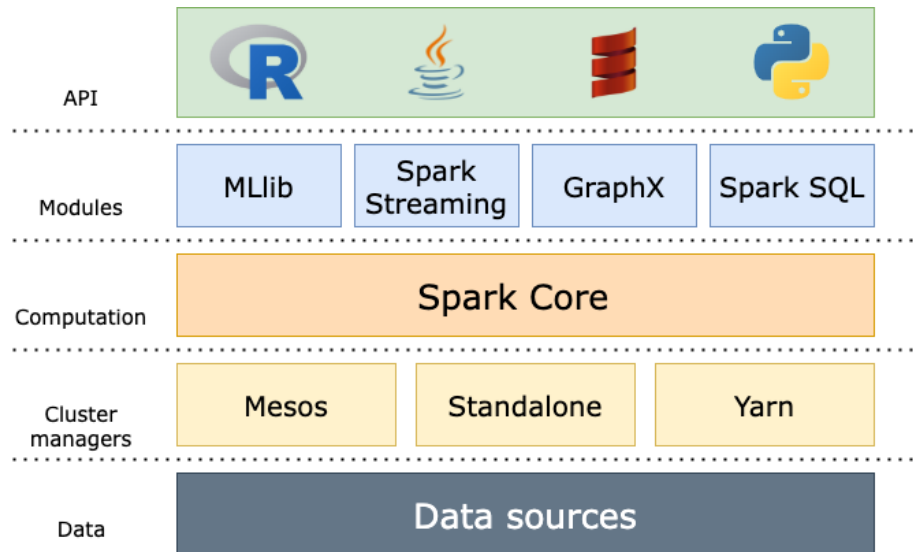 R
API
MLlib
Spark
Streaming
GraphX
Spark SQL
Modules
Spark Core
Computation
Mesos
Standalone
Yarn
Cluster
managers
Data sources
Data